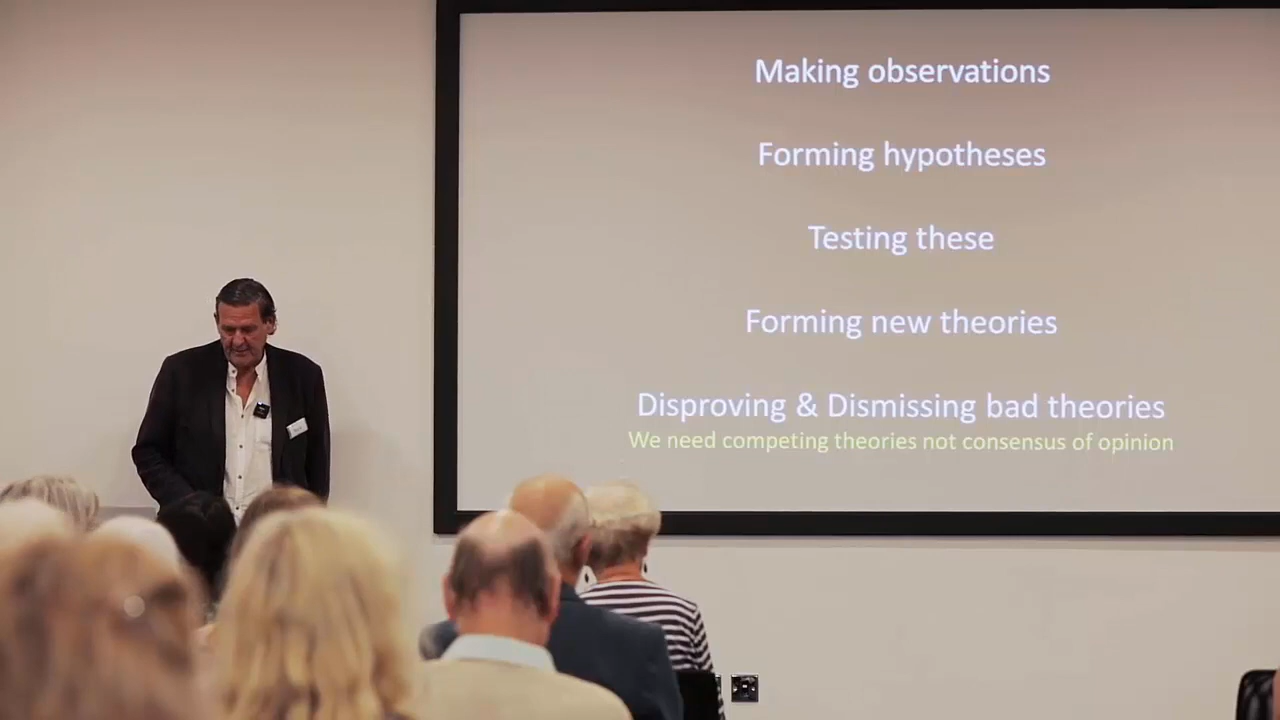 Making observations
Forming hypotheses
Testing these
Forming new theories
Disproving & Dismissing bad theories
We need competing theories not consensus of opinion